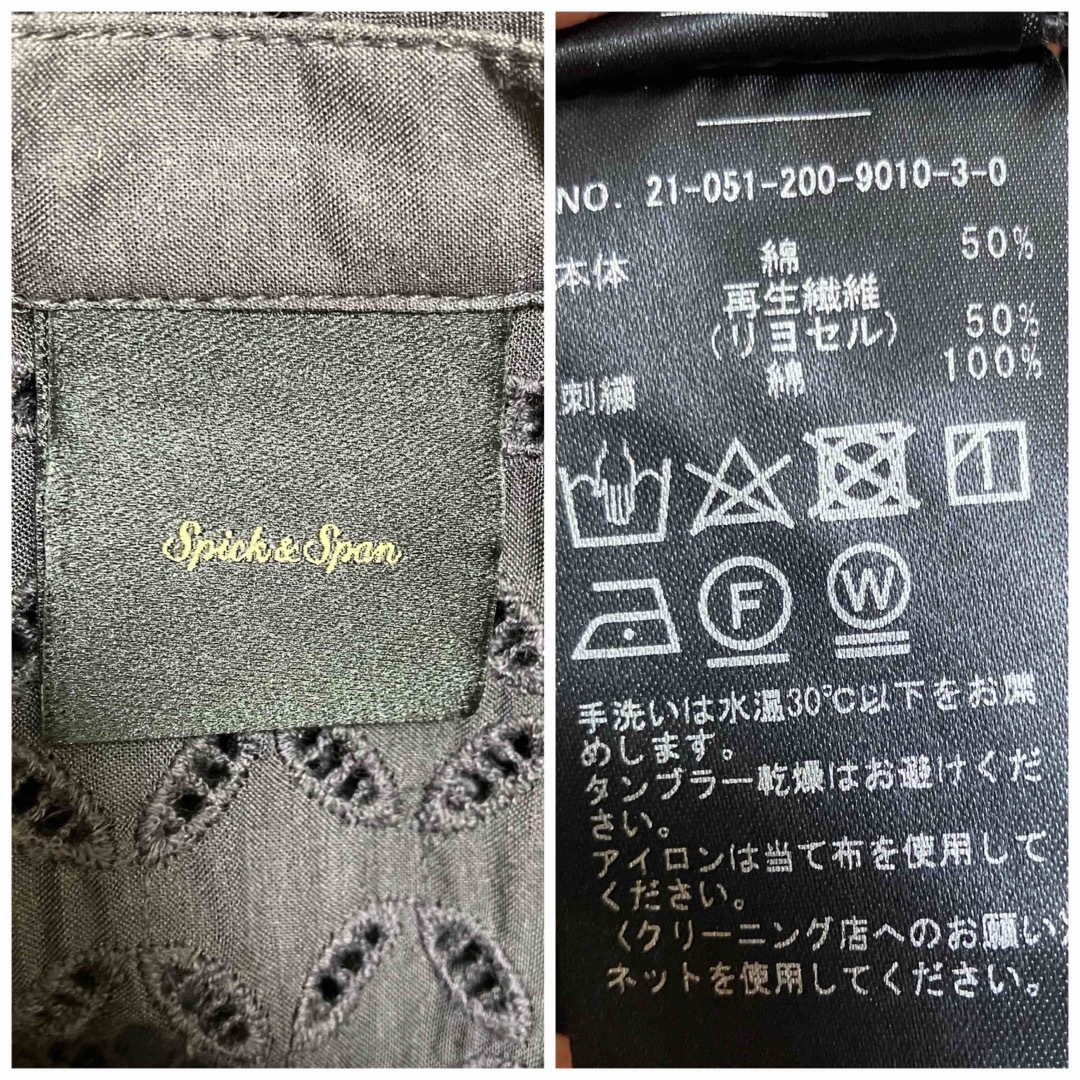 Spick & Span
NO. 21-051-200-9010-3-0
本体 綿 50%
再生繊維
(リヨセル) 50%
刺繍 綿 100%
F W
手洗いは水温30℃以下をお薦
めします。
タンブラー乾燥はお避けくだ
さい。
アイロンは当て布を使用して
ください。
〈クリーニング店へのお願い〉
ネットを使用してください。